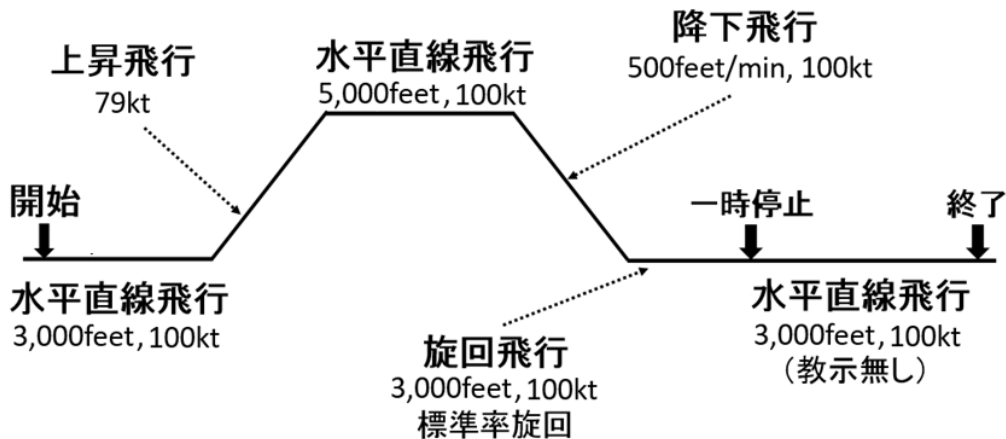 上昇飛行
79kt
水平直線飛行
5,000feet, 100kt
降下飛行
500feet/min, 100kt
開始
一時停止
終了
水平直線飛行
3,000feet, 100kt
旋回飛行
3,000feet, 100kt
標準率旋回
水平直線飛行
3,000feet, 100kt
（教示無し）